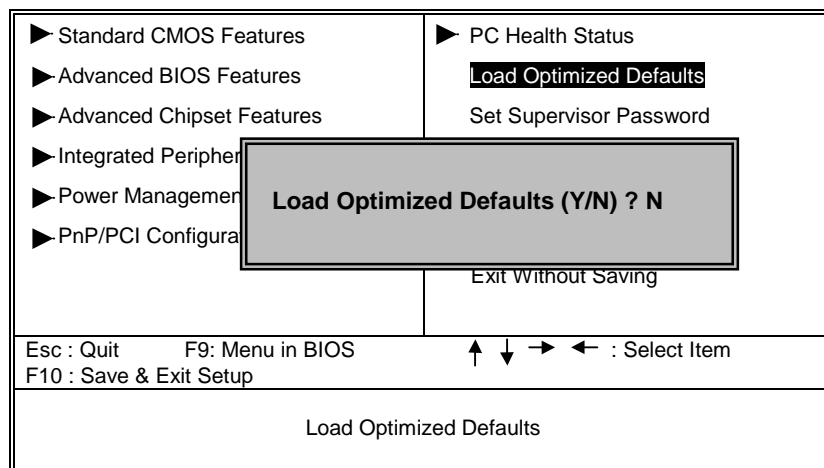 Standard CMOS Features
Advanced BIOS Features
Advanced Chipset Features
Integrated Peripher
Power Managemen
PnP/PCI Configura
PC Health Status
Load Optimized Defaults
Set Supervisor Password
Load Optimized Defaults (Y/N) ? N
Exit Without Saving
Esc : Quit F9: Menu in BIOS : Select Item
F10 : Save & Exit Setup
Load Optimized Defaults